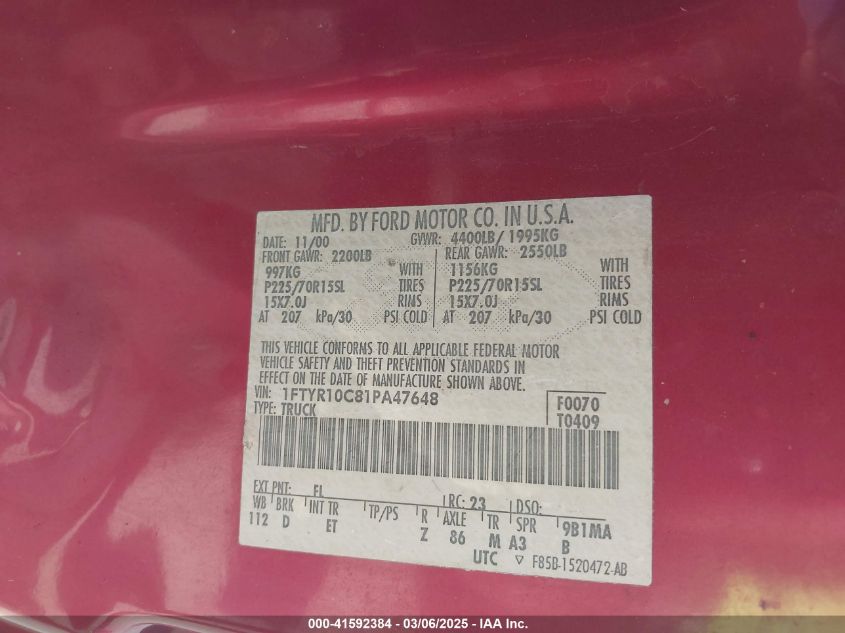 MFD. BY FORD MOTOR CO. IN U.S.A.
DATE: 11/00 GVWR: 4400LB/ 1995KG
FRONT GAWR: 2200LB REAR GAWR: 2550LB
997KG WITH 1156KG WITH
P225/70R15SL TIRES P225/70R15SL TIRES
15X7.0J RIMS 15X7.0J RIMS
AT 207 kPa/30 PSI COLD AT 207 kPa/30 PSI COLD
THIS VEHICLE CONFORMS TO ALL APPLICABLE FEDERAL MOTOR
VEHICLE SAFETY AND THEFT PREVENTION STANDARDS IN
EFFECT ON THE DATE OF MANUFACTURE SHOWN ABOVE.
VIN: 1FTYR10C81PA47648 F0070
TYPE: TRUCK T0409
EXT PNT: FL RC: 23 DSO:
WB BRK INT TR TP/PS R AXLE TR SPR 9B1MA
112 D ET Z 86 M A3 B
UTC ▽ F85B-1520472-AB
000-41592384 - 03/06/2025 - IAA Inc.